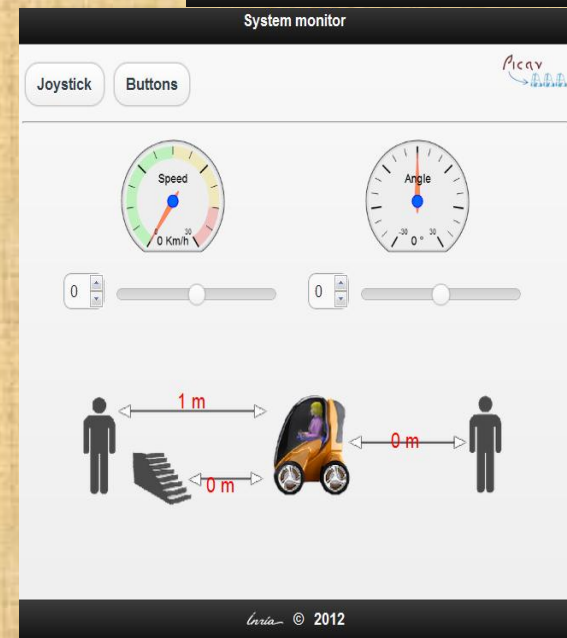 System monitor
Picav
Joystick Buttons
Speed Angle
0 30 -30 30
0 Km/h 0 °
0 0
1 m
0 m
0 m
inria © 2012